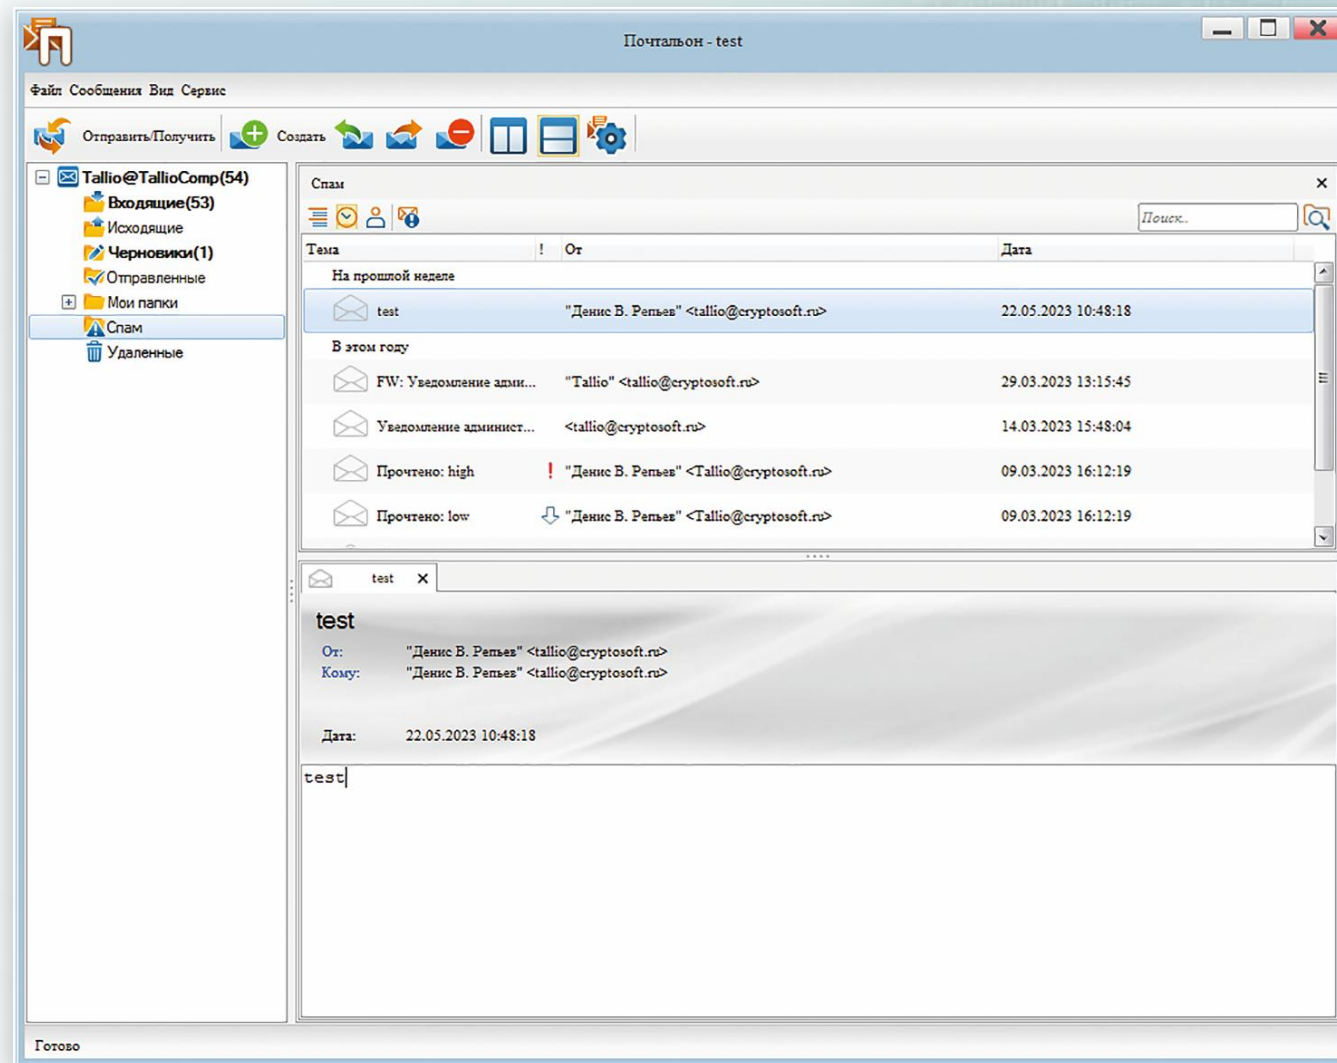 Почтальон - test
Файл Сообщения Вид Сервис
Отправить/Получить Создать
Tallio@TallioComp(54)
Входящие(53)
Исходящие
Черновики(1)
Отправленные
Мои папки
Спам
Удаленные
Спам
Поиск..
Тема ! От Дата
На прошлой неделе
test "Денис В. Репьев" <tallio@cryptosoft.ru> 22.05.2023 10:48:18
В этом году
FW: Уведомление адми... "Tallio" <tallio@cryptosoft.ru> 29.03.2023 13:15:45
Уведомление админист... <tallio@cryptosoft.ru> 14.03.2023 15:48:04
Прочтено: high ! "Денис В. Репьев" <Tallio@cryptosoft.ru> 09.03.2023 16:12:19
Прочтено: low "Денис В. Репьев" <Tallio@cryptosoft.ru> 09.03.2023 16:12:19
test
test
От: "Денис В. Репьев" <tallio@cryptosoft.ru>
Кому: "Денис В. Репьев" <tallio@cryptosoft.ru>
Дата: 22.05.2023 10:48:18
test
Готово